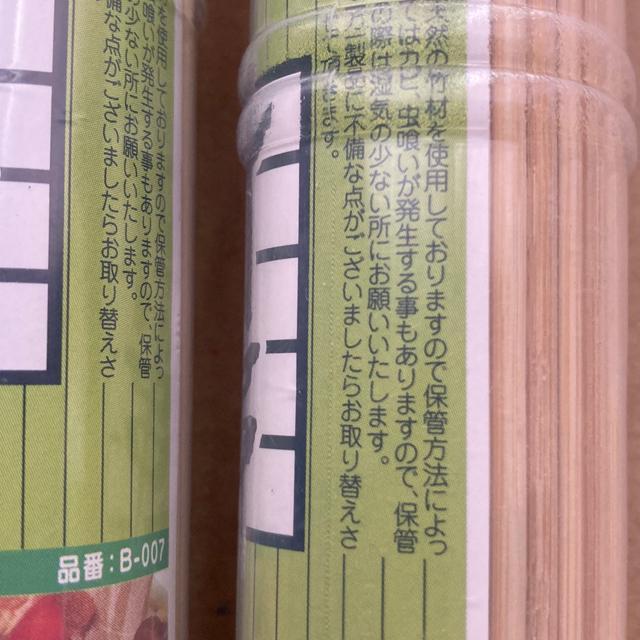 天然の竹材を使用しておりますので保管方法によっ
てはカビ、虫喰いが発生する事もありますので、保管
の際は湿気の少ない所にお願いいたします。
万一製品に不備な点がございましたらお取り替えさ
を使用しておりますので保管方法によっ
喰いが発生する事もありますので、保管
の少ない所にお願いいたします。
備な点がございましたらお取り替えさ
品番:B-007